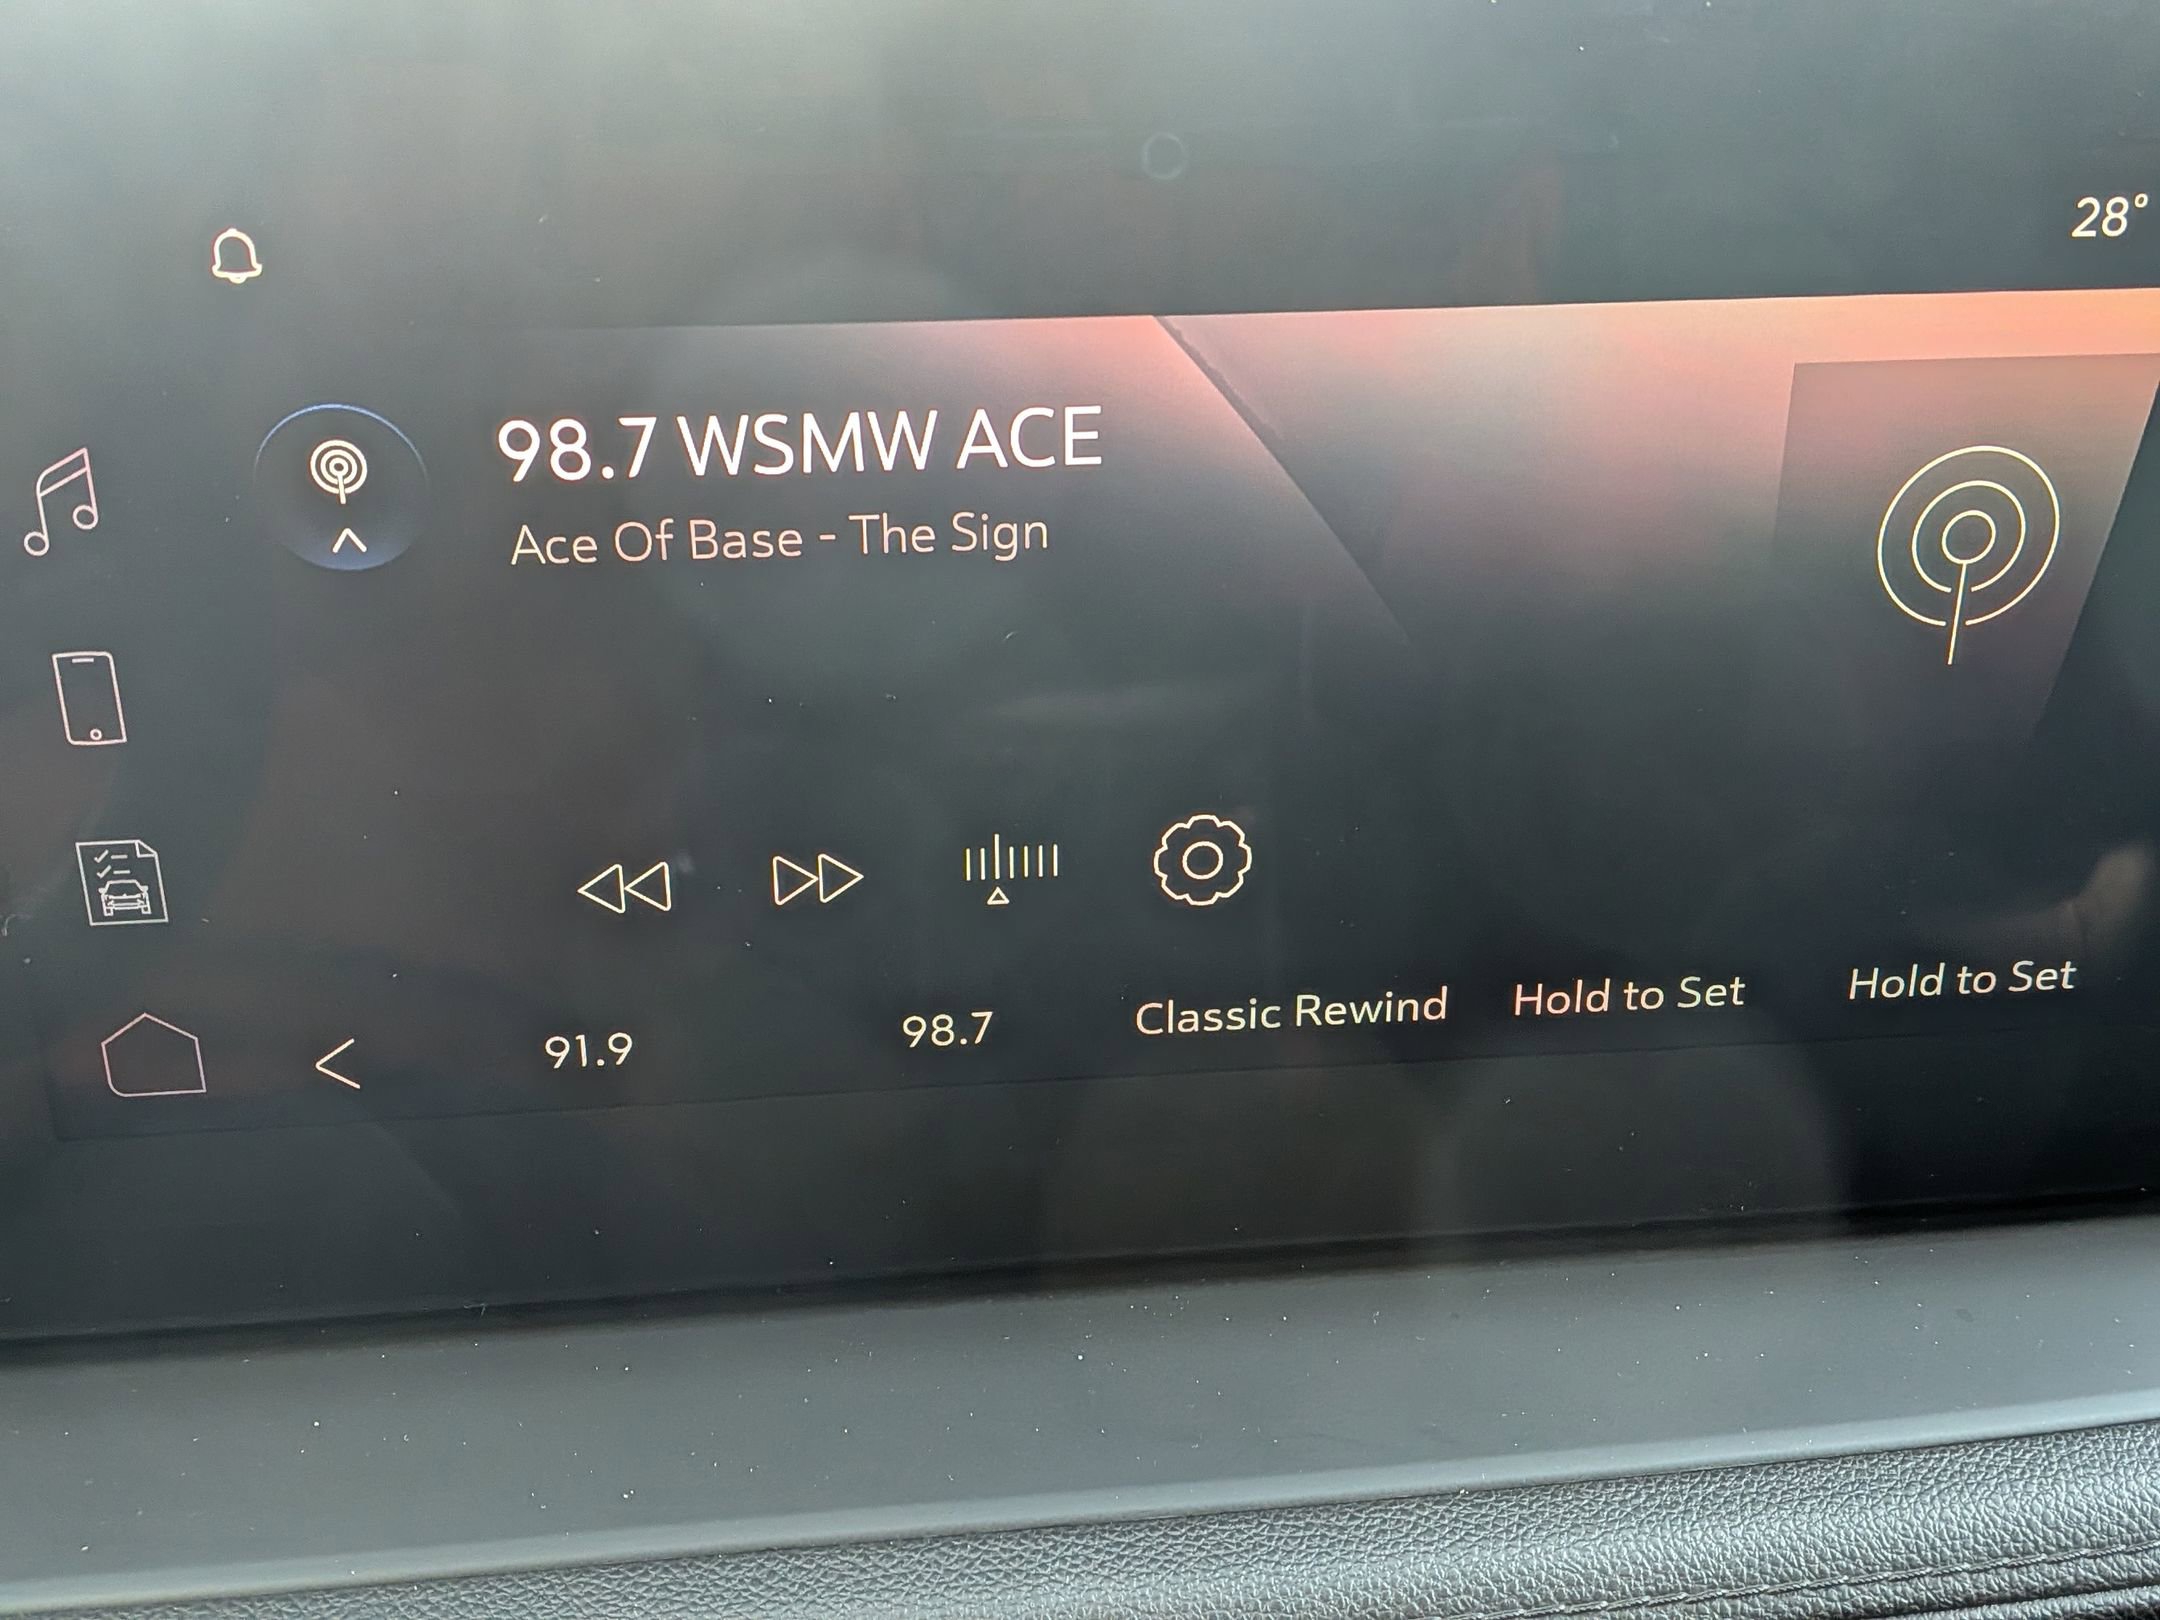 28°
98.7 WSMW ACE
Ace Of Base - The Sign
91.9 98.7 Classic Rewind Hold to Set Hold to Set